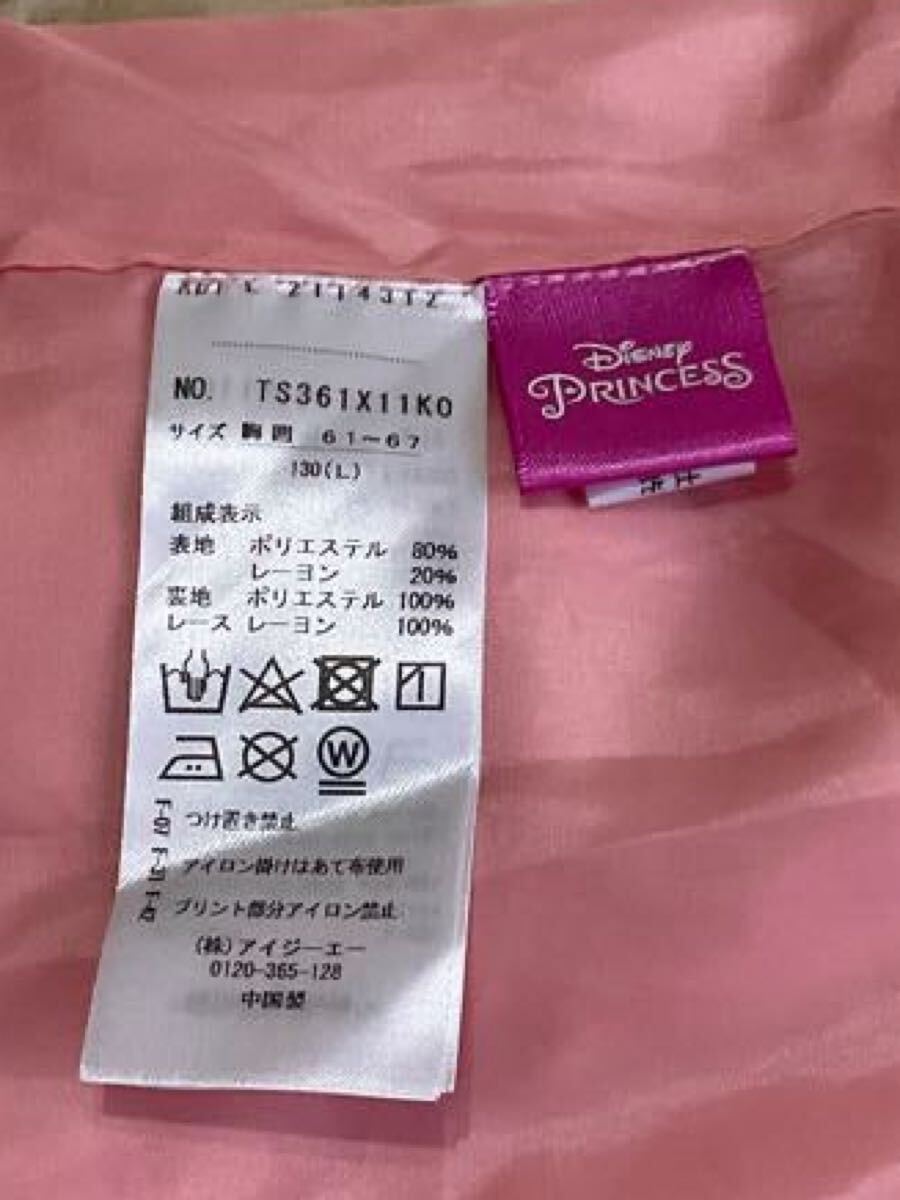 2114312
NO. TS361X11K0
サイズ 胸囲 61~67
130(L)
組成表示
表地 ポリエステル 80%
レーヨン 20%
裏地 ポリエステル 100%
レース レーヨン 100%
W
つけ置き禁止
アイロン掛けはあて布使用
プリント部分アイロン禁止
(株)アイジーエー
0120-365-128
中国製
Disney
PRINCESS